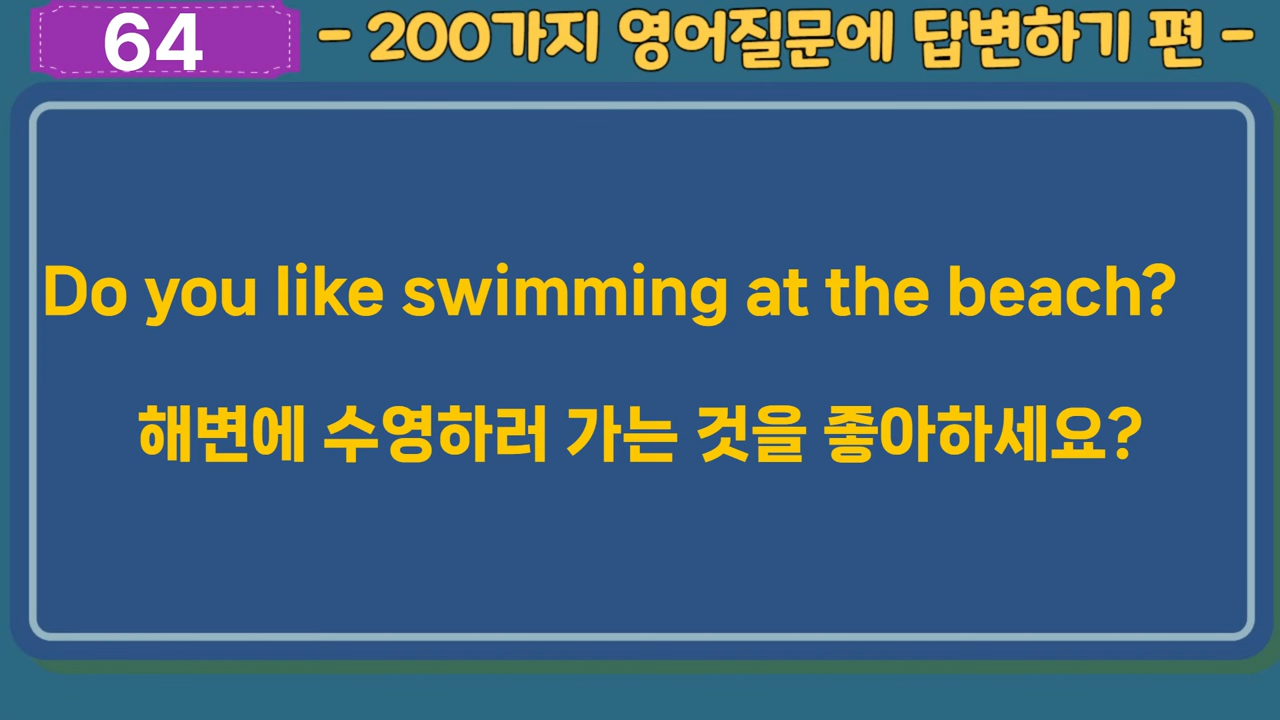 64
- 200가지 영어질문에 답변하기 편 -
Do you like swimming at the beach?
해변에 수영하러 가는 것을 좋아하세요?